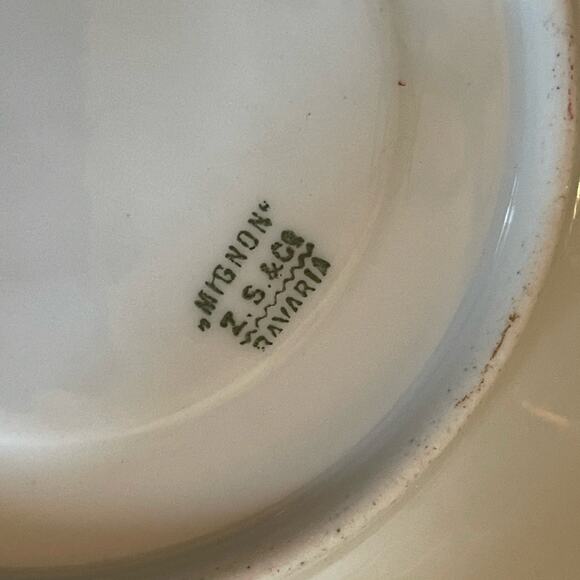 „MIGNON“
Z. S. & Cº
BAVARIA